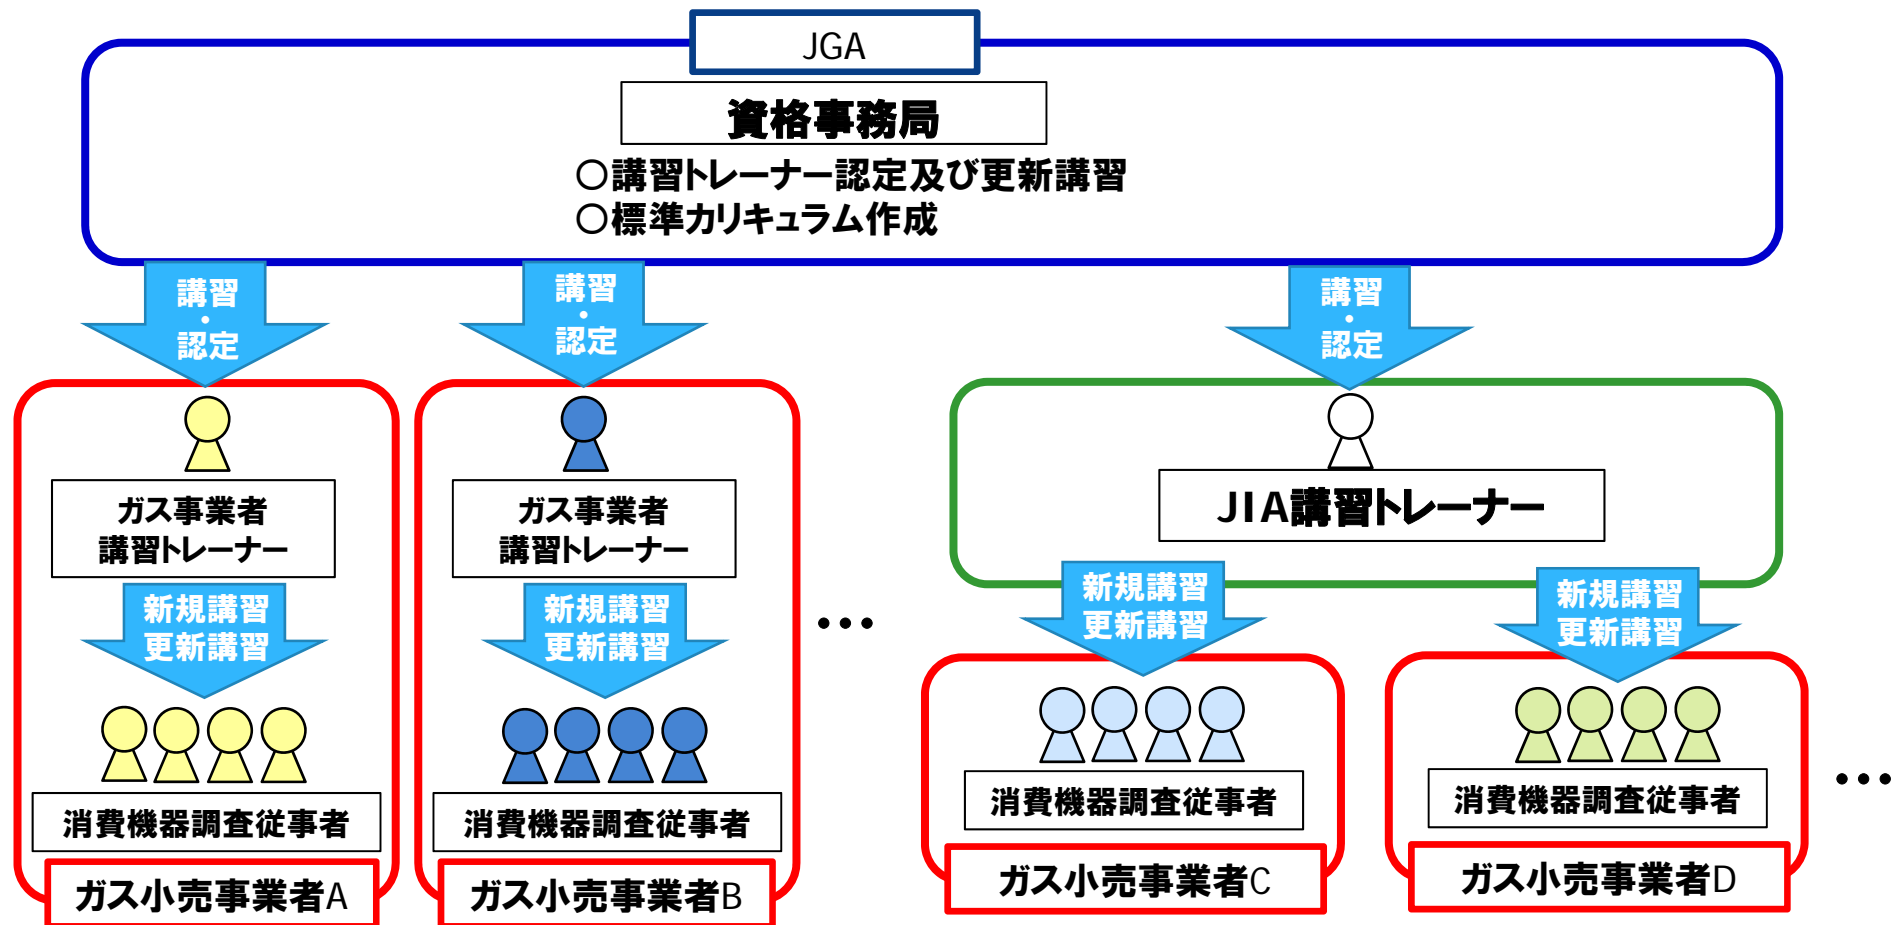 JGA
資格事務局
○講習トレーナー認定及び更新講習
○標準カリキュラム作成
講習
・
認定
講習
・
認定
講習
・
認定
ガス事業者
講習トレーナー
新規講習
更新講習
消費機器調査従事者
ガス小売事業者A
ガス事業者
講習トレーナー
新規講習
更新講習
消費機器調査従事者
ガス小売事業者B
…
JIA講習トレーナー
新規講習
更新講習
消費機器調査従事者
ガス小売事業者C
新規講習
更新講習
消費機器調査従事者
ガス小売事業者D
…